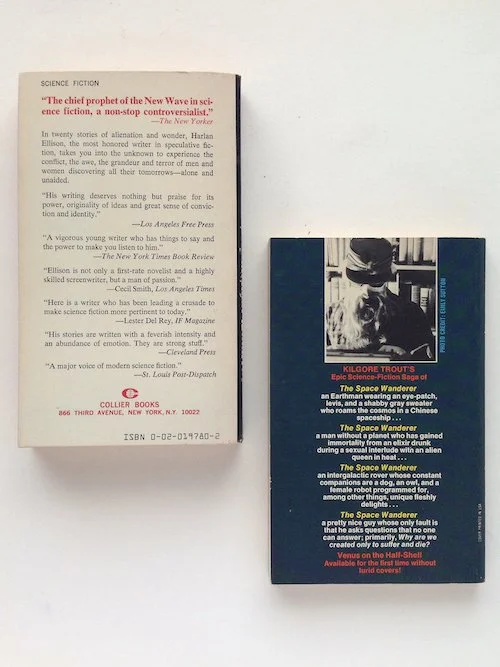 SCIENCE FICTION
"The chief prophet of the New Wave in sci-
ence fiction, a non-stop controversialist."
—The New Yorker
In twenty stories of alienation and wonder, Harlan
Ellison, the most honored writer in speculative fic-
tion, takes you into the unknown to experience the
conflict, the awe, the grandeur and terror of men and
women discovering all their tomorrows—alone and
unaided.
"His writing deserves nothing but praise for its
power, originality of ideas and great sense of convic-
tion and identity."
—Los Angeles Free Press
"A vigorous young writer who has things to say and
the power to make you listen to him."
—The New York Times Book Review
"Ellison is not only a first-rate novelist and a highly
skilled screenwriter, but a man of passion."
—Cecil Smith, Los Angeles Times
"Here is a writer who has been leading a crusade to
make science fiction more pertinent to today."
—Lester Del Rey, IF Magazine
"His stories are written with a feverish intensity and
an abundance of emotion. They are strong stuff."
—Cleveland Press
"A major voice of modern science fiction."
—St. Louis Post-Dispatch
COLLIER BOOKS
866 THIRD AVENUE, NEW YORK, N.Y. 10022
ISBN 0-02-019780-2
PHOTO CREDIT: EMILY SUTTON
KILGORE TROUT'S
Epic Science-Fiction Saga of
The Space Wanderer
an Earthman wearing an eye-patch,
levis, and a shabby gray sweater
who roams the cosmos in a Chinese
spaceship . . .
The Space Wanderer
a man without a planet who has gained
immortality from an elixir drunk
during a sexual interlude with an alien
queen in heat . . .
The Space Wanderer
an intergalactic rover whose constant
companions are a dog, an owl, and a
female robot programmed for,
among other things, unique fleshly
delights . . .
The Space Wanderer
a pretty nice guy whose only fault is
that he asks questions that no one
can answer; primarily, Why are we
created only to suffer and die?
Venus on the Half-Shell
Available for the first time without
lurid covers!
PRINTED IN USA